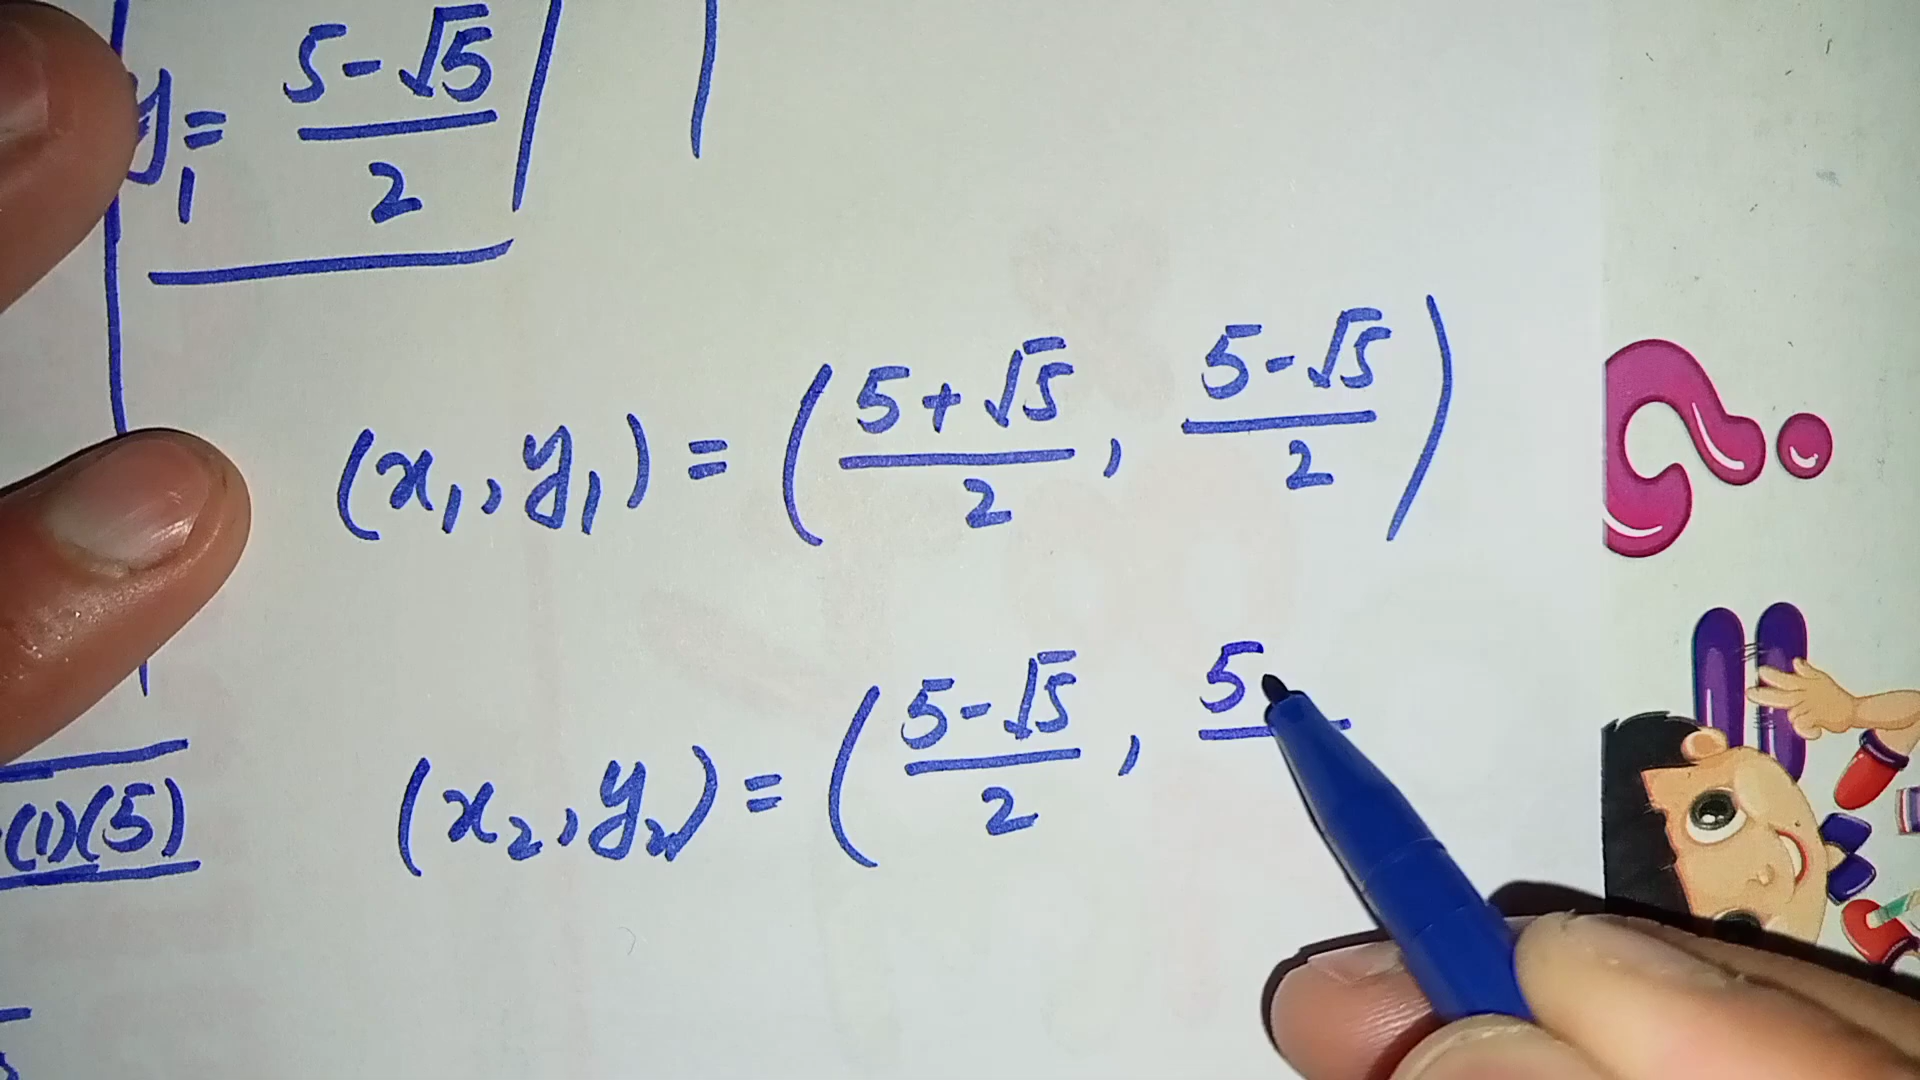 y₁ = (5-√5)/2
(x₁, y₁) = ((5+√5)/2, (5-√5)/2)
(x₂, y₂) = ((5-√5)/2, 5
(1)(5)